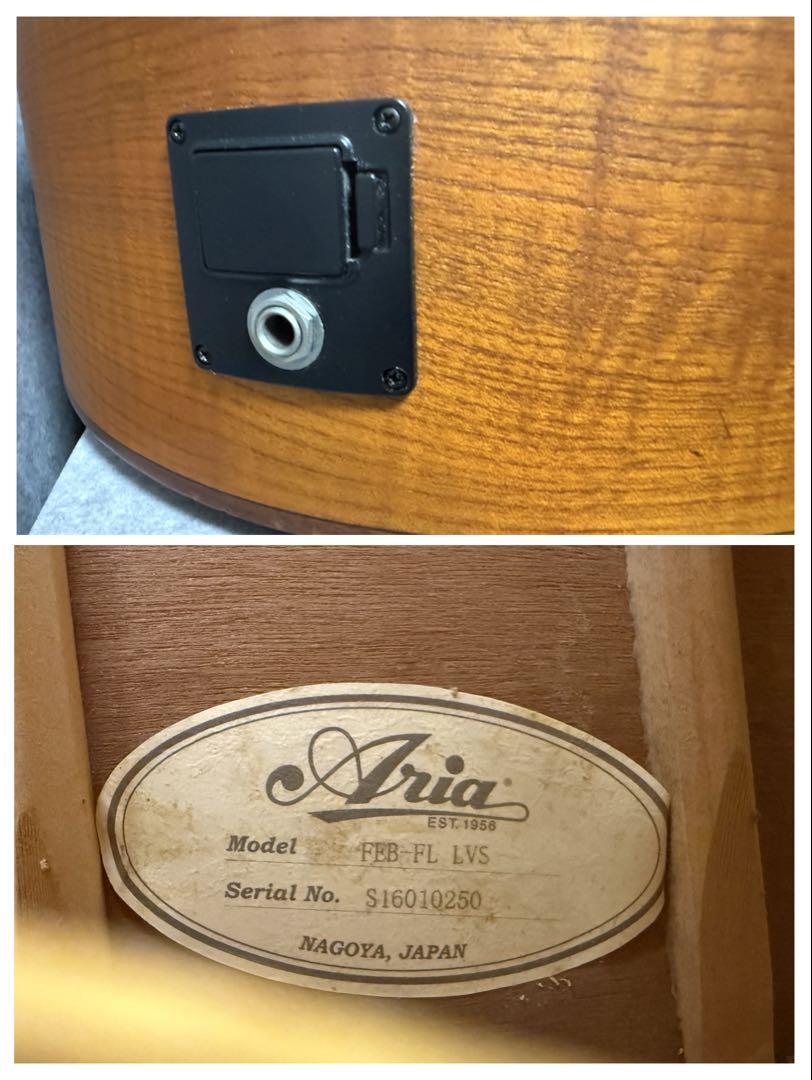 Aria
EST. 1956
Model FEB-FL LVS
Serial No. S16010250
NAGOYA, JAPAN